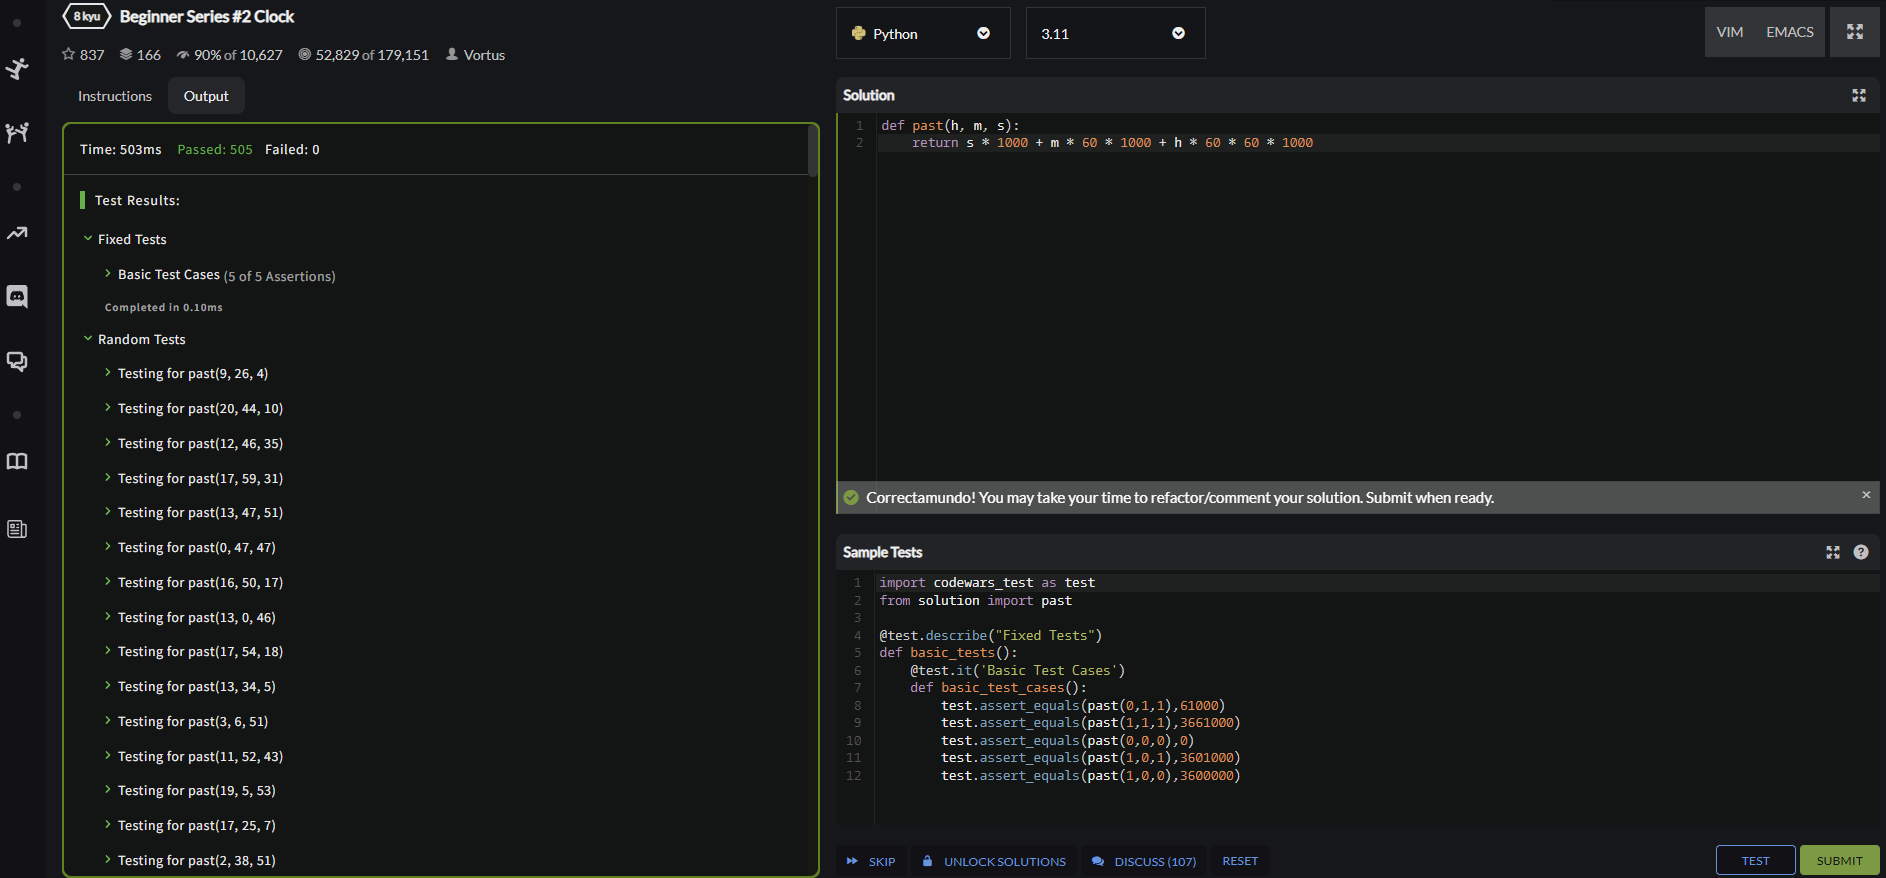 8 kyu Beginner Series #2 Clock
837 166 90% of 10,627 52,829 of 179,151 Vortus
Instructions Output
Time: 503ms Passed: 505 Failed: 0
Test Results:
Fixed Tests
Basic Test Cases (5 of 5 Assertions)
Completed in 0.10ms
Random Tests
Testing for past(9, 26, 4)
Testing for past(20, 44, 10)
Testing for past(12, 46, 35)
Testing for past(17, 59, 31)
Testing for past(13, 47, 51)
Testing for past(0, 47, 47)
Testing for past(16, 50, 17)
Testing for past(13, 0, 46)
Testing for past(17, 54, 18)
Testing for past(13, 34, 5)
Testing for past(3, 6, 51)
Testing for past(11, 52, 43)
Testing for past(19, 5, 53)
Testing for past(17, 25, 7)
Testing for past(2, 38, 51)
Python 3.11 VIM EMACS
Solution
1 def past(h, m, s):
2     return s * 1000 + m * 60 * 1000 + h * 60 * 60 * 1000
Correctamundo! You may take your time to refactor/comment your solution. Submit when ready. ×
Sample Tests ?
1 import codewars_test as test
2 from solution import past
3
4 @test.describe("Fixed Tests")
5 def basic_tests():
6     @test.it('Basic Test Cases')
7     def basic_test_cases():
8         test.assert_equals(past(0,1,1),61000)
9         test.assert_equals(past(1,1,1),3661000)
10         test.assert_equals(past(0,0,0),0)
11         test.assert_equals(past(1,0,1),3601000)
12         test.assert_equals(past(1,0,0),3600000)
SKIP UNLOCK SOLUTIONS DISCUSS (107) RESET TEST SUBMIT